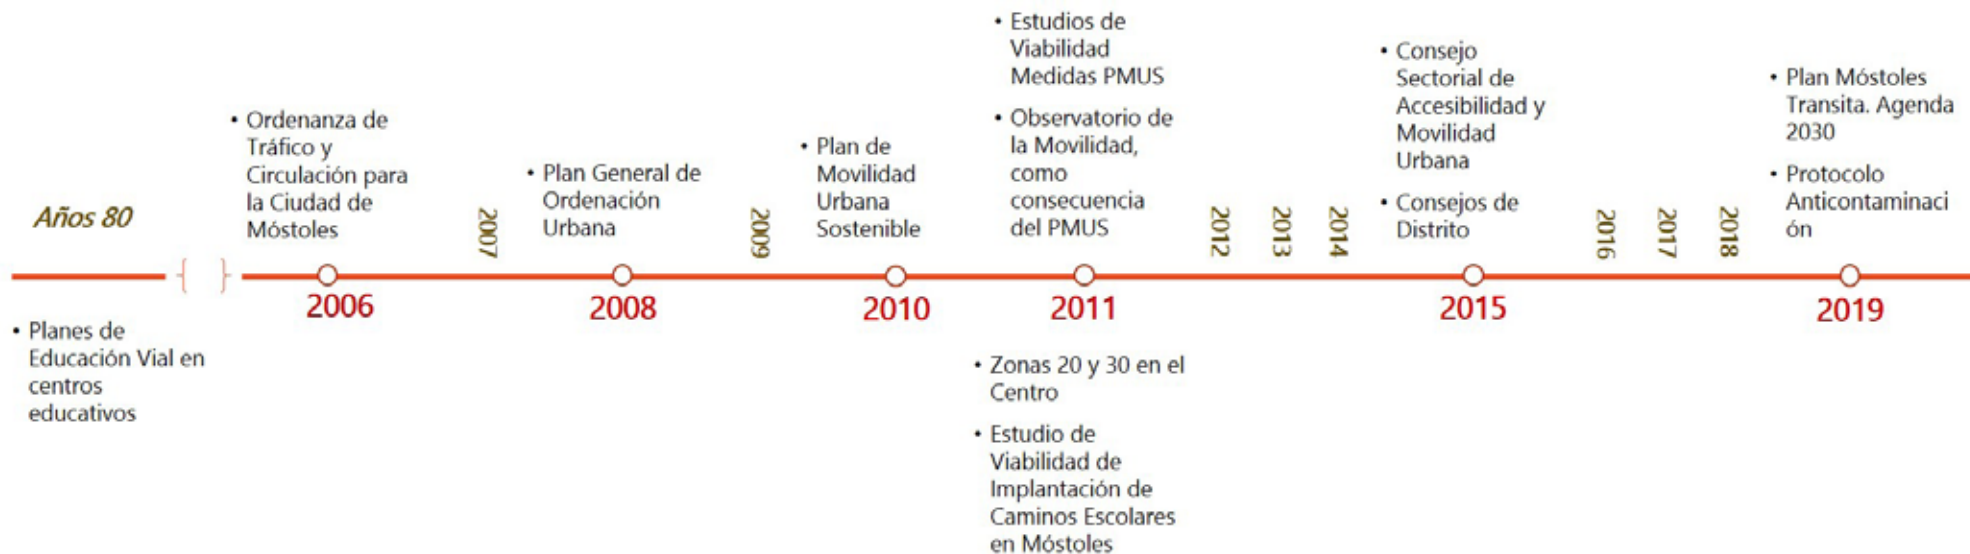 Años 80
• Planes de
Educación Vial en
centros
educativos
• Ordenanza de
Tráfico y
Circulación para
la Ciudad de
Móstoles
2006
2007
• Plan General de
Ordenación
Urbana
2008
2009
• Plan de
Movilidad
Urbana
Sostenible
2010
• Estudios de
Viabilidad
Medidas PMUS
• Observatorio de
la Movilidad,
como
consecuencia
del PMUS
2011
• Zonas 20 y 30 en el
Centro
• Estudio de
Viabilidad de
Implantación de
Caminos Escolares
en Móstoles
2012
2013
2014
• Consejo
Sectorial de
Accesibilidad y
Movilidad
Urbana
• Consejos de
Distrito
2015
2016
2017
2018
• Plan Móstoles
Transita. Agenda
2030
• Protocolo
Anticontaminaci
ón
2019